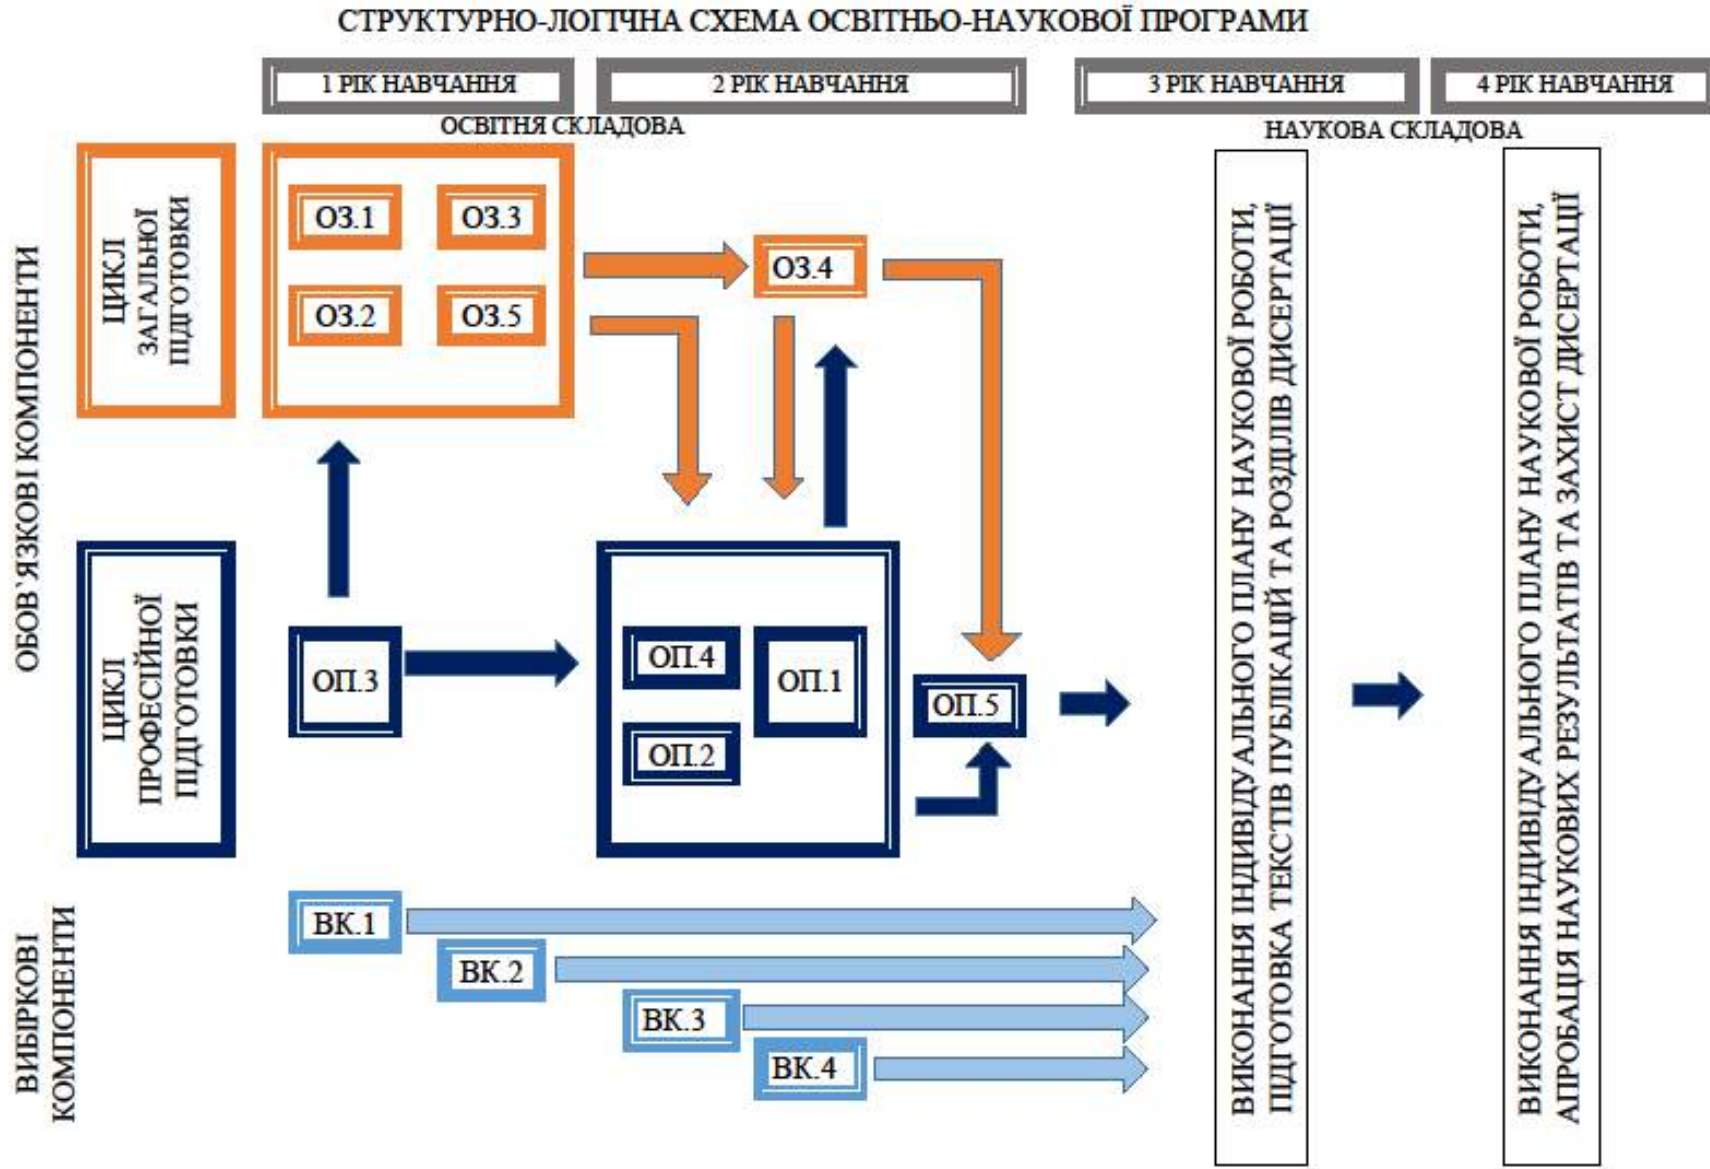 СТРУКТУРНО-ЛОГІЧНА СХЕМА ОСВІТНЬО-НАУКОВОЇ ПРОГРАМИ
1 РІК НАВЧАННЯ
2 РІК НАВЧАННЯ
3 РІК НАВЧАННЯ
4 РІК НАВЧАННЯ
ОСВІТНЯ СКЛАДОВА
НАУКОВА СКЛАДОВА
ОБОВ`ЯЗКОВІ КОМПОНЕНТИ
ЦИКЛ
ЗАГАЛЬНОЇ
ПІДГОТОВКИ
ОЗ.1
ОЗ.3
ОЗ.2
ОЗ.5
ОЗ.4
ЦИКЛ
ПРОФЕСІЙНОЇ
ПІДГОТОВКИ
ОП.3
ОП.4
ОП.1
ОП.2
ОП.5
ВИБІРКОВІ
КОМПОНЕНТИ
ВК.1
ВК.2
ВК.3
ВК.4
ВИКОНАННЯ ІНДИВІДУАЛЬНОГО ПЛАНУ НАУКОВОЇ РОБОТИ,
ПІДГОТОВКА ТЕКСТІВ ПУБЛІКАЦІЙ ТА РОЗДІЛІВ ДИСЕРТАЦІЇ
ВИКОНАННЯ ІНДИВІДУАЛЬНОГО ПЛАНУ НАУКОВОЇ РОБОТИ,
АПРОБАЦІЯ НАУКОВИХ РЕЗУЛЬТАТІВ ТА ЗАХИСТ ДИСЕРТАЦІЇ